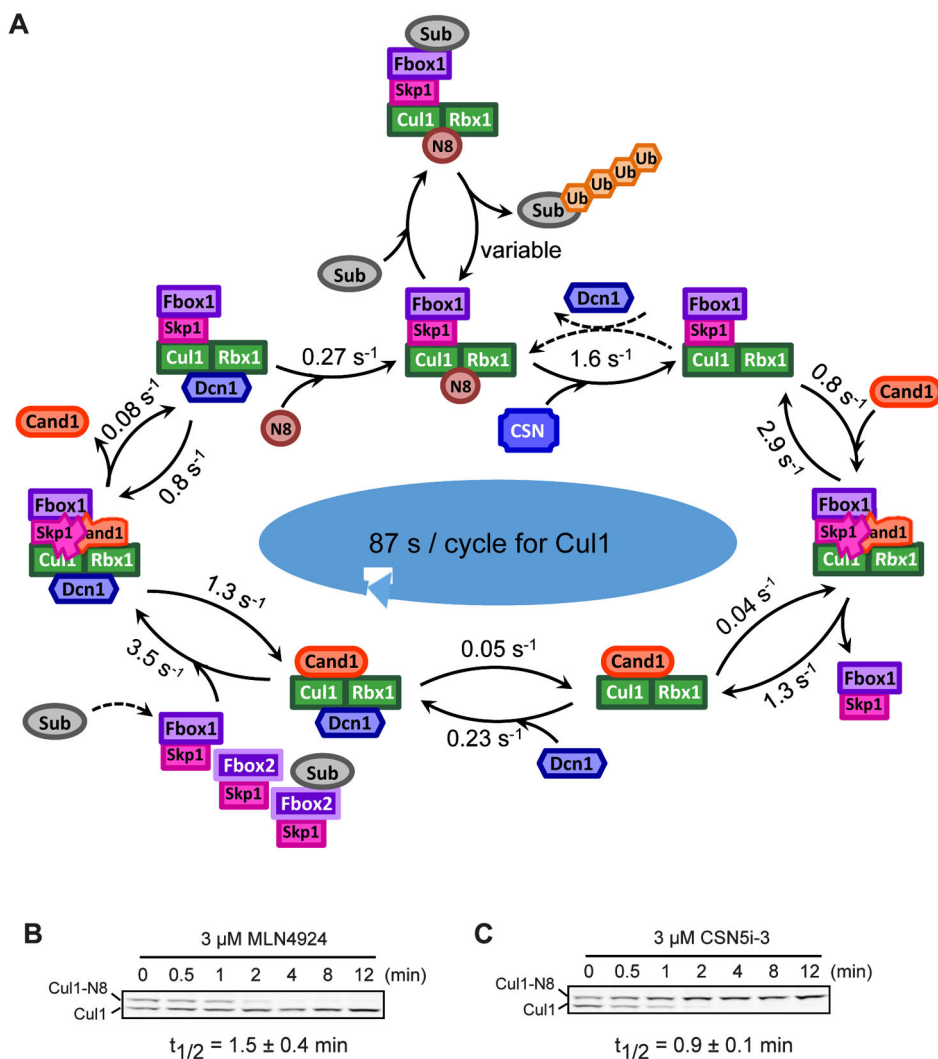 A
Sub
Fbox1
Skp1
Cul1 Rbx1
N8
Ub Ub Ub Ub
Sub
variable
Sub
Fbox1
Skp1
Cul1 Rbx1
Dcn1
0.27 s-1
N8
Fbox1
Skp1
Cul1 Rbx1
N8
Dcn1
1.6 s-1
CSN
Fbox1
Skp1
Cul1 Rbx1
0.8 s-1
Cand1
2.9 s-1
Cand1
0.08 s-1
0.8 s-1
Fbox1
Skp1 and1
Cul1 Rbx1
Dcn1
87 s / cycle for Cul1
Fbox1
Skp1 and1
Cul1 Rbx1
1.3 s-1
3.5 s-1
Cand1
Cul1 Rbx1
Dcn1
0.05 s-1
0.23 s-1
Dcn1
Cand1
Cul1 Rbx1
0.04 s-1
1.3 s-1
Fbox1
Skp1
Sub
Fbox1
Skp1
Fbox2
Skp1
Sub
Fbox2
Skp1
B
3 µM MLN4924
0 0.5 1 2 4 8 12 (min)
Cul1-N8
Cul1
t1/2 = 1.5 ± 0.4 min
C
3 µM CSN5i-3
0 0.5 1 2 4 8 12 (min)
Cul1-N8
Cul1
t1/2 = 0.9 ± 0.1 min